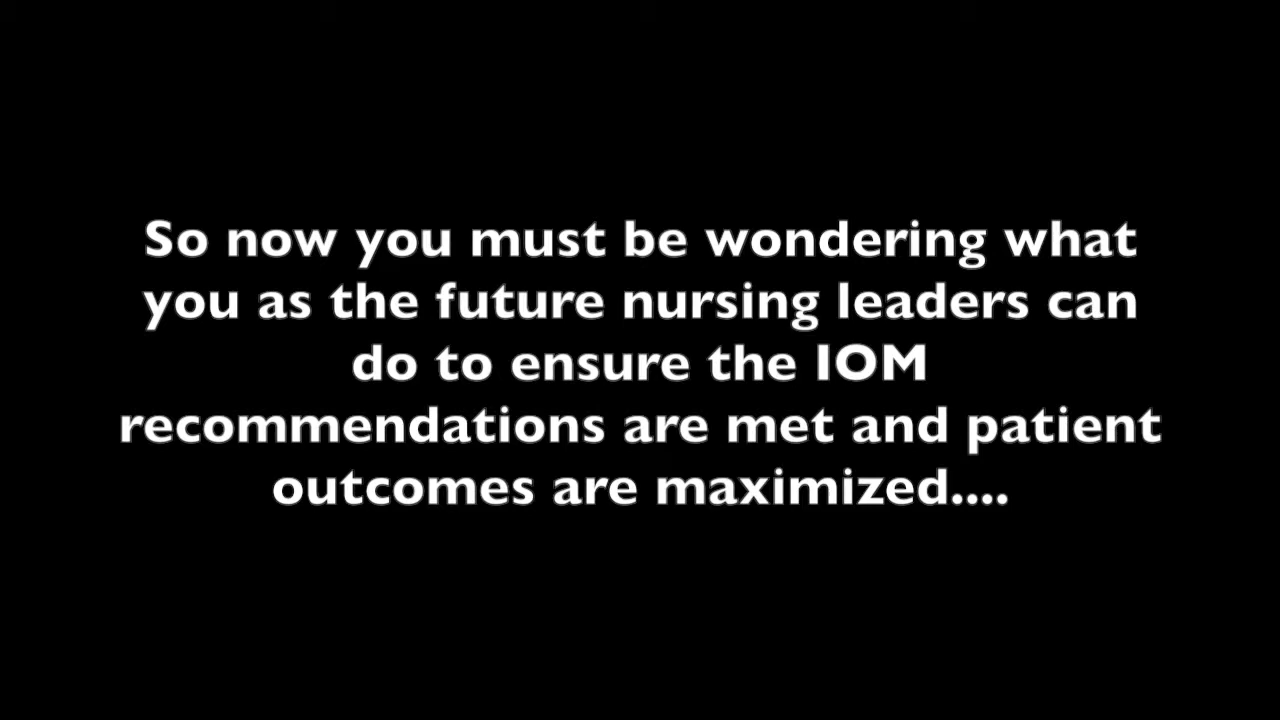 So now you must be wondering what
you as the future nursing leaders can
do to ensure the IOM
recommendations are met and patient
outcomes are maximized....